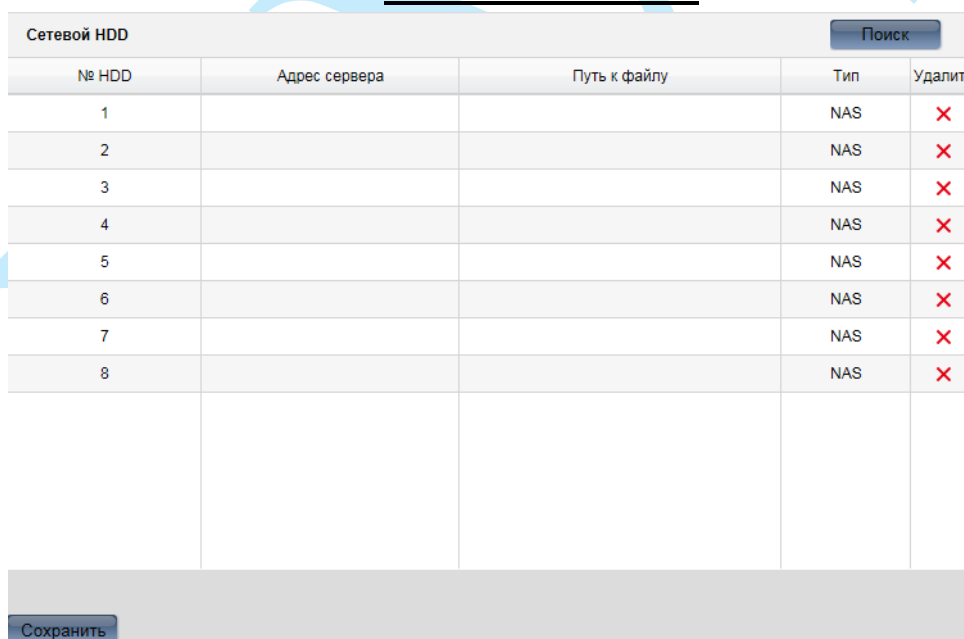 Сетевой HDD Поиск
№ HDD Адрес сервера Путь к файлу Тип Удалит
1 NAS
2 NAS
3 NAS
4 NAS
5 NAS
6 NAS
7 NAS
8 NAS
Сохранить